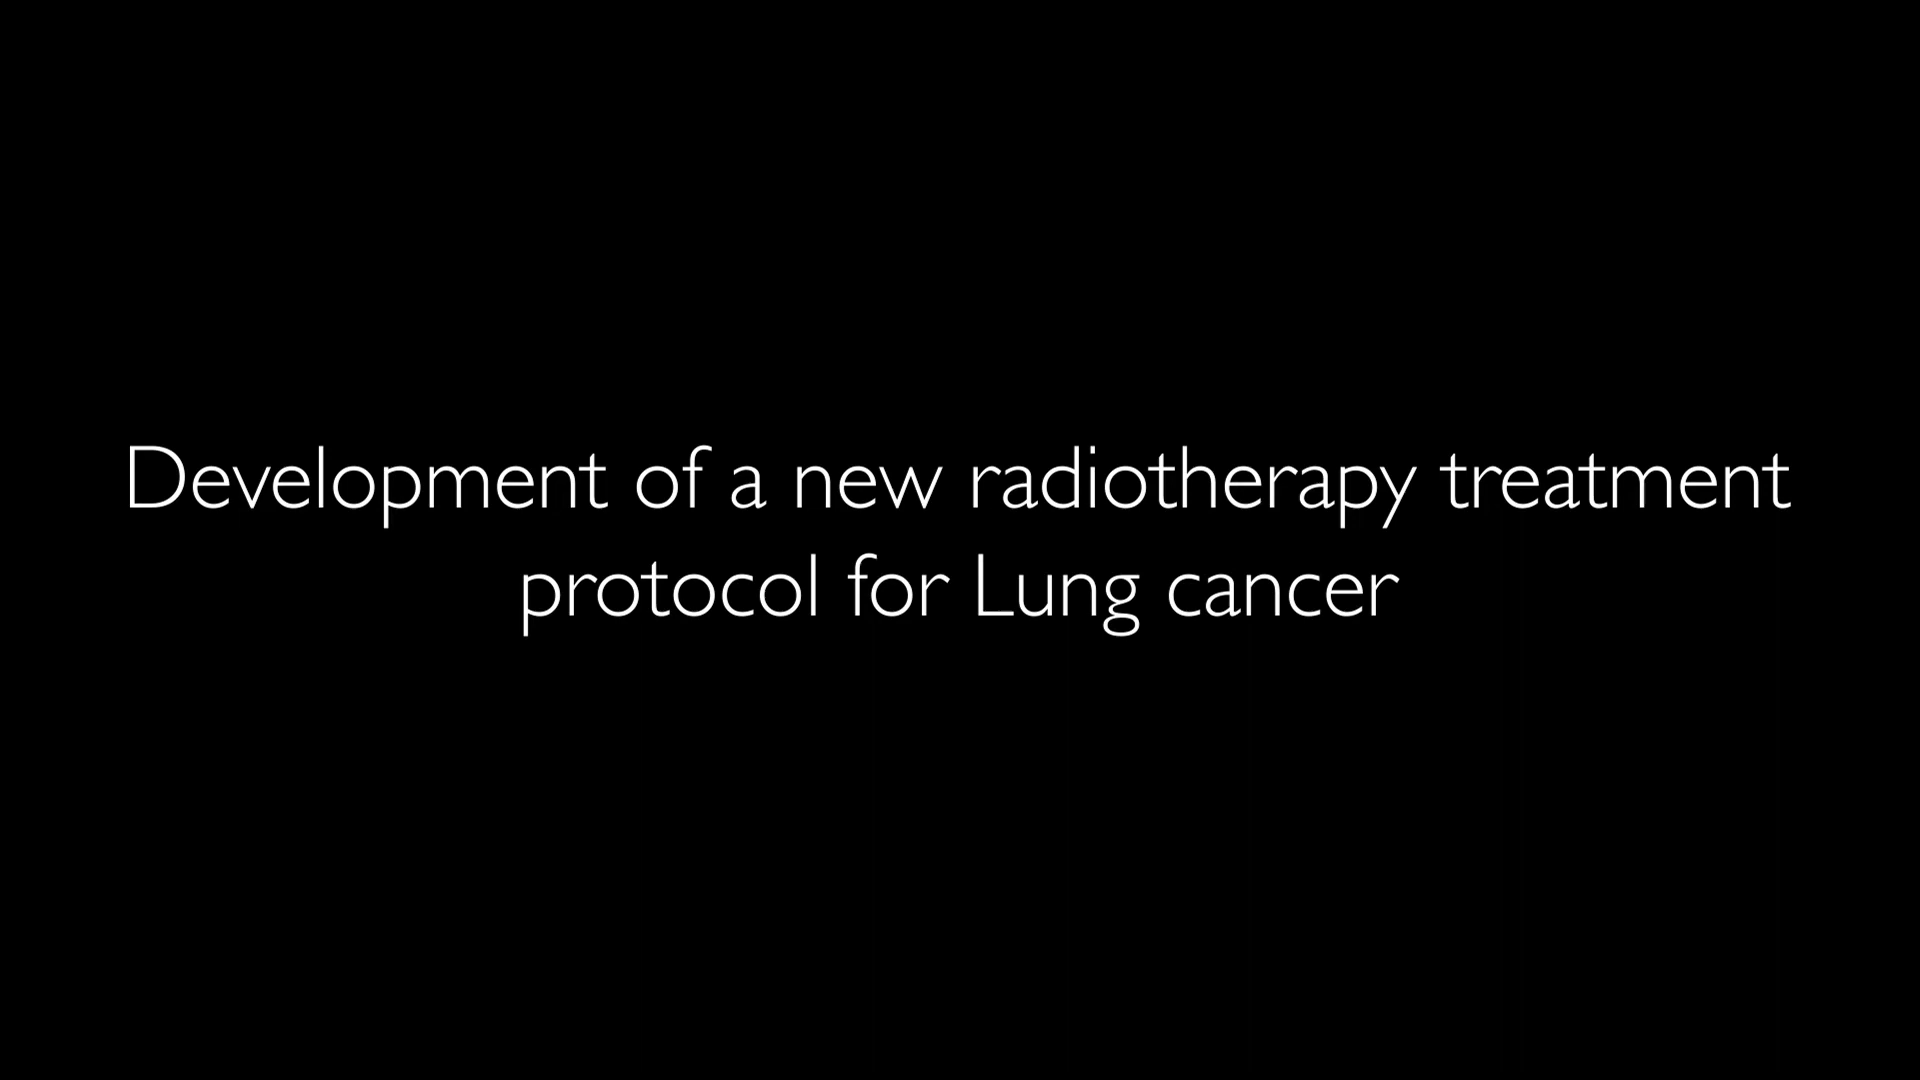 Development of a new radiotherapy treatment
protocol for Lung cancer